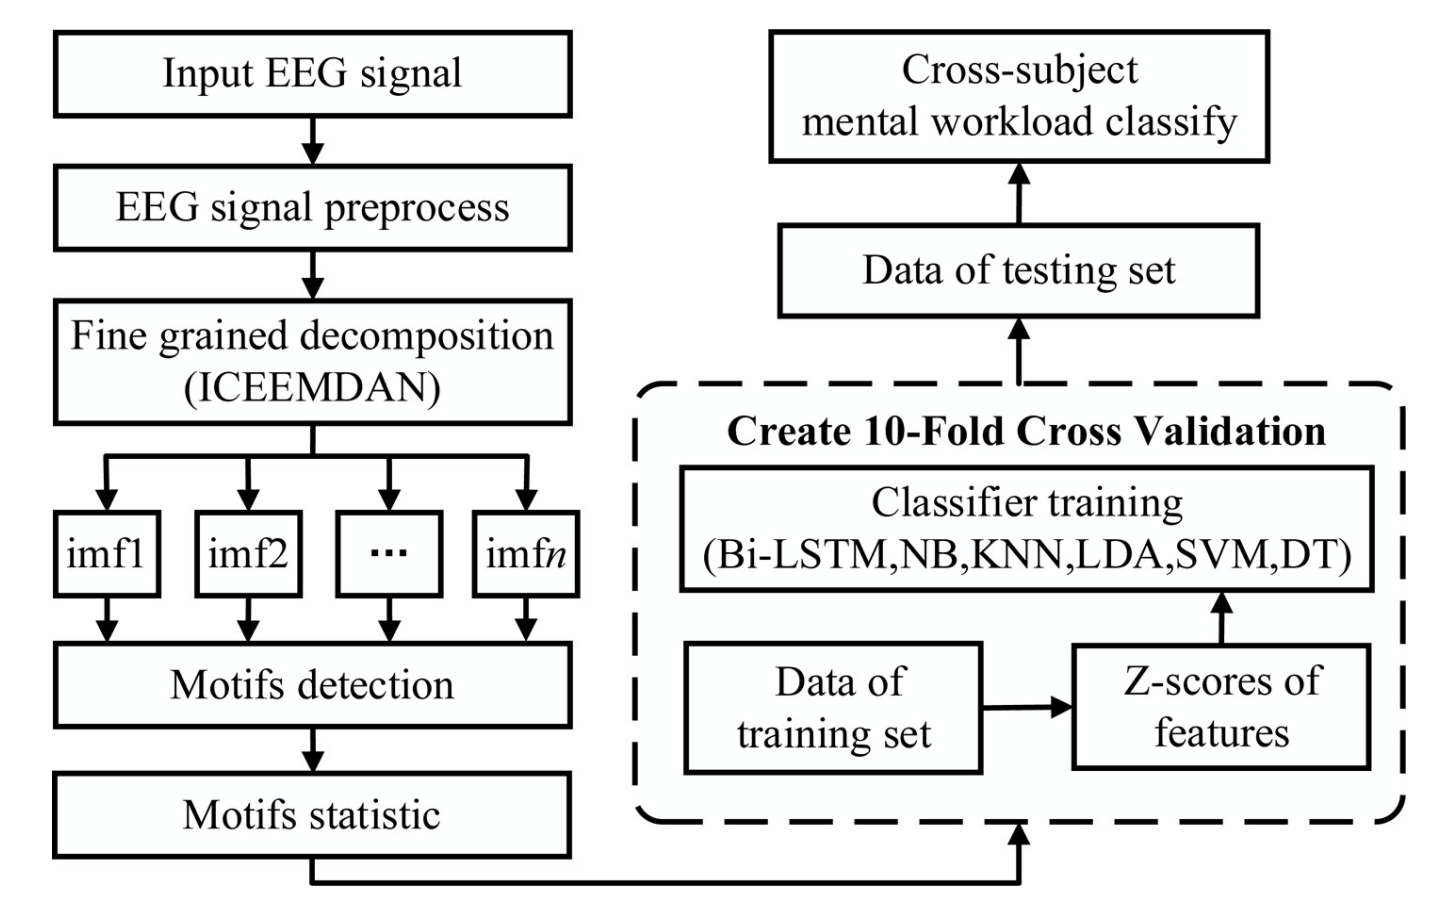 Input EEG signal
EEG signal preprocess
Fine grained decomposition
(ICEEMDAN)
imf1
imf2
...
imfn
Motifs detection
Motifs statistic
Cross-subject
mental workload classify
Data of testing set
Create 10-Fold Cross Validation
Classifier training
(Bi-LSTM,NB,KNN,LDA,SVM,DT)
Data of
training set
Z-scores of
features